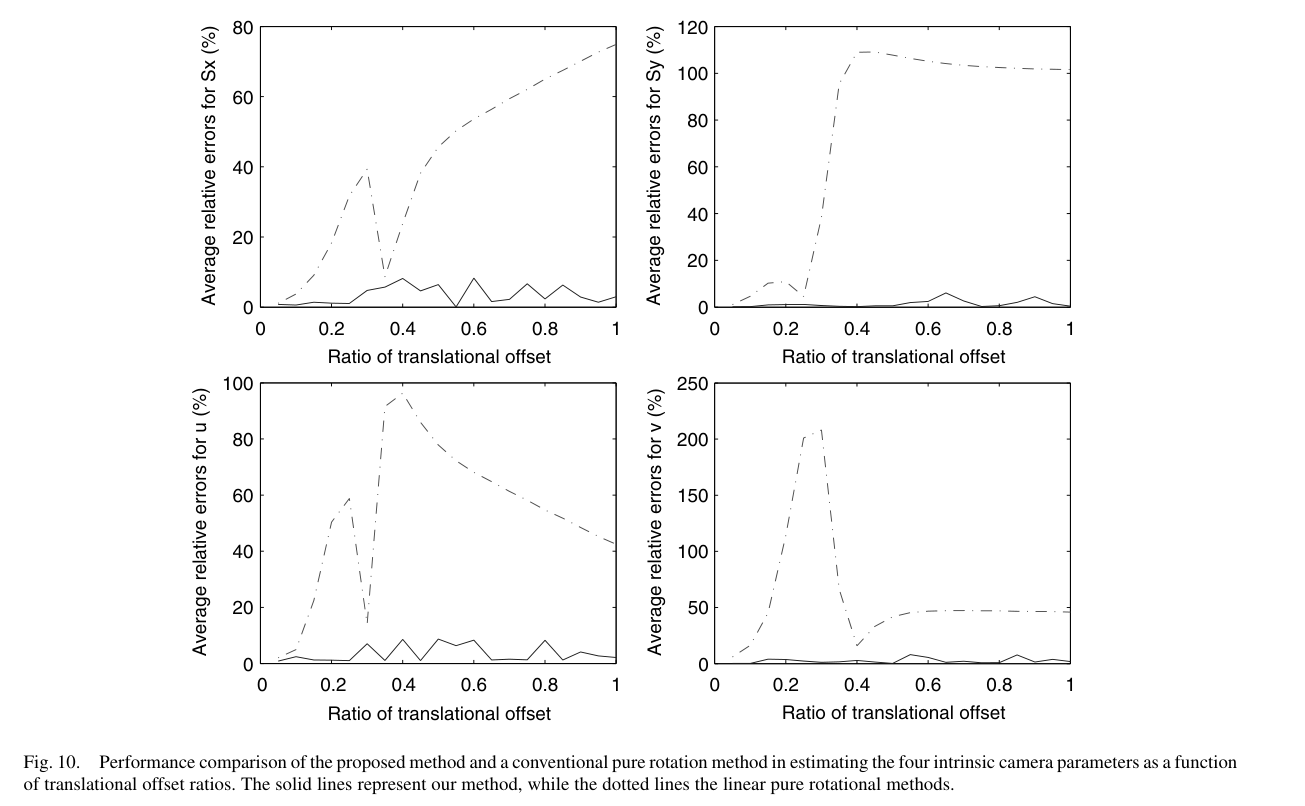 80
60
40
20
0
Average relative errors for Sx (%)
0 0.2 0.4 0.6 0.8 1
Ratio of translational offset
120
100
80
60
40
20
0
Average relative errors for Sy (%)
0 0.2 0.4 0.6 0.8 1
Ratio of translational offset
100
80
60
40
20
0
Average relative errors for u (%)
0 0.2 0.4 0.6 0.8 1
Ratio of translational offset
250
200
150
100
50
0
Average relative errors for v (%)
0 0.2 0.4 0.6 0.8 1
Ratio of translational offset
Fig. 10. Performance comparison of the proposed method and a conventional pure rotation method in estimating the four intrinsic camera parameters as a function
of translational offset ratios. The solid lines represent our method, while the dotted lines the linear pure rotational methods.